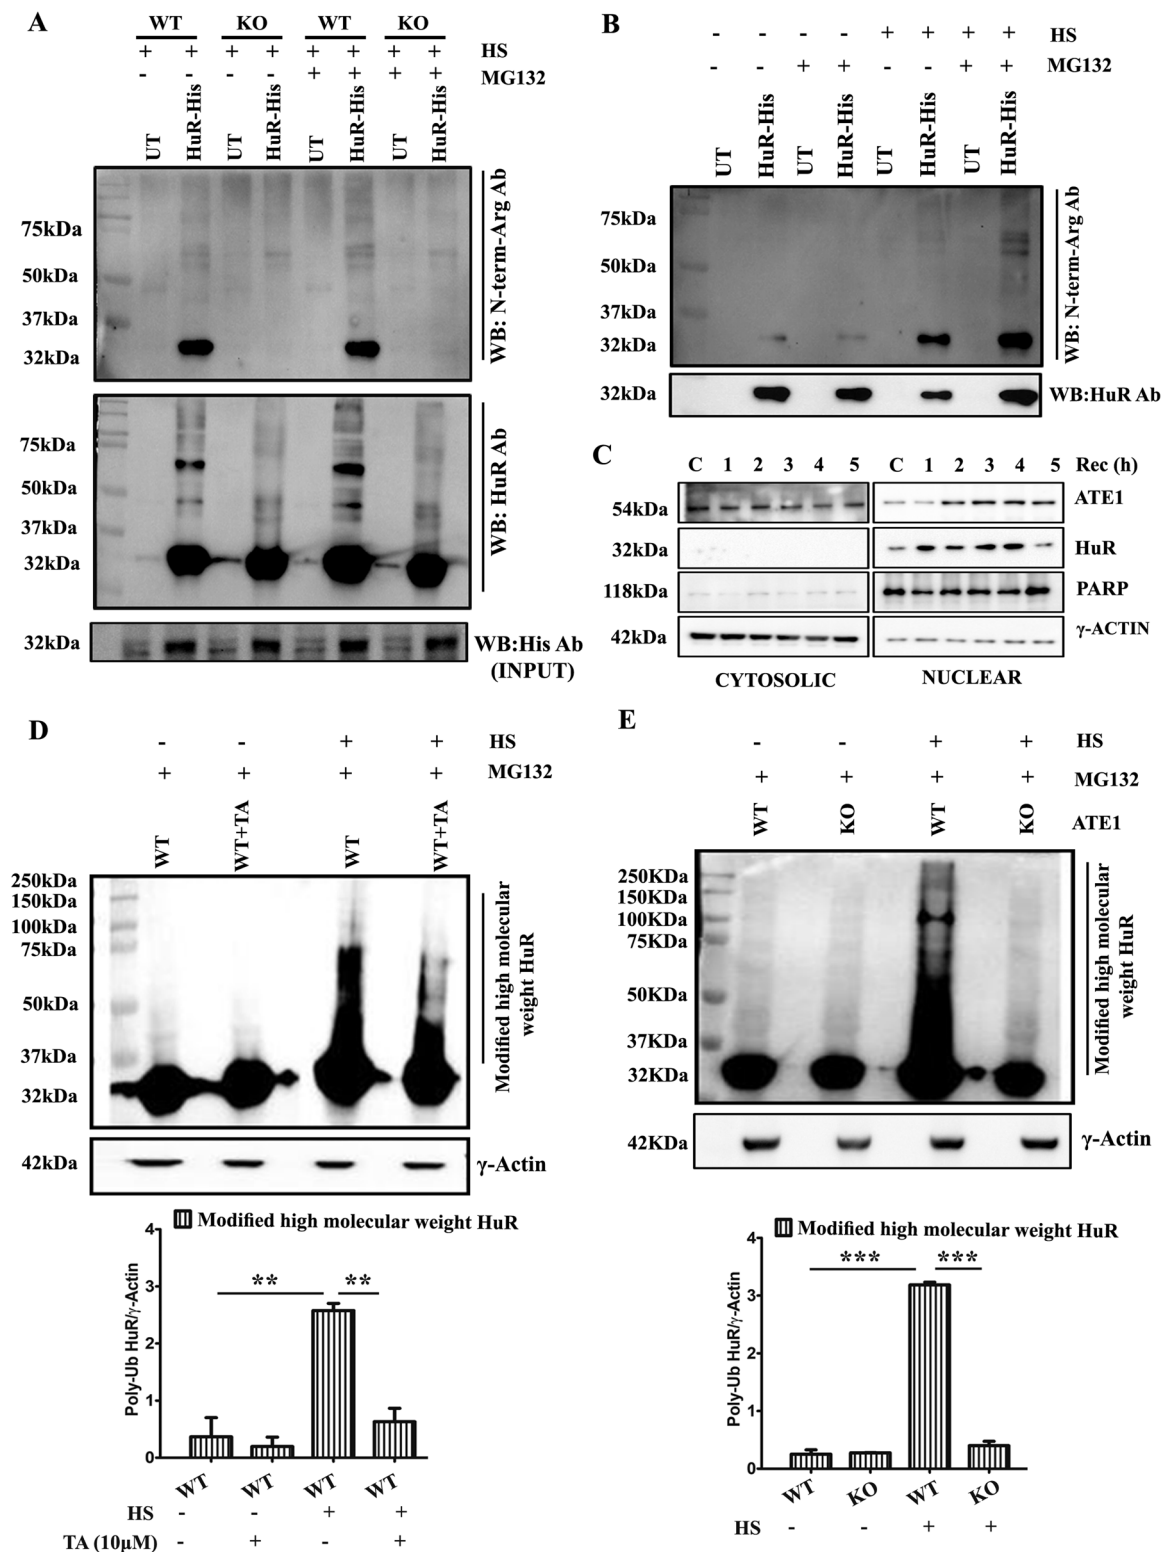 A
WT KO WT KO
+ + + + + + + + HS
- - - - + + + + MG132
UT HuR-His UT HuR-His UT HuR-His UT HuR-His
75kDa
50kDa
37kDa
32kDa
WB: N-term-Arg Ab
75kDa
50kDa
37kDa
32kDa
WB: HuR Ab
32kDa WB:His Ab
(INPUT)
B
- - - - + + + + HS
- - + + - - + + MG132
UT HuR-His UT HuR-His UT HuR-His UT HuR-His
75kDa
50kDa
37kDa
32kDa
WB: N-term-Arg Ab
32kDa WB:HuR Ab
C
C 1 2 3 4 5 C 1 2 3 4 5 Rec (h)
54kDa ATE1
32kDa HuR
118kDa PARP
42kDa γ-ACTIN
CYTOSOLIC NUCLEAR
D
- - + + HS
+ + + + MG132
WT WT+TA WT WT+TA
250kDa
150kDa
100kDa
75kDa
50kDa
37kDa
32kDa
Modified high molecular
weight HuR
42kDa γ-Actin
Modified high molecular weight HuR
Poly-Ub HuR/γ-Actin
4
3
2
1
0
** **
WT WT WT WT
HS - - + +
TA (10μM) - + - +
E
- - + + HS
+ + + + MG132
WT KO WT KO ATE1
250KDa
150KDa
100KDa
75KDa
50KDa
37KDa
32KDa
Modified high molecular
weight HuR
42KDa γ-Actin
Modified high molecular weight HuR
Poly-Ub HuR/γ-Actin
4
3
2
1
0
*** ***
WT KO WT KO
HS - - + +